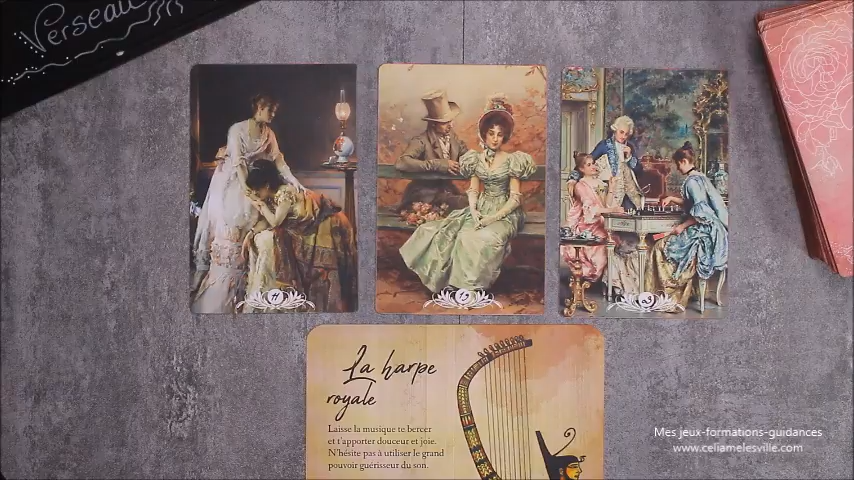 Verseau
La harpe
royale
Laisse la musique te bercer
et t'apporter douceur et joie.
N'hésite pas à utiliser le grand
pouvoir guérisseur du son.
Mes jeux-formations-guidances
www.celiamelesville.com